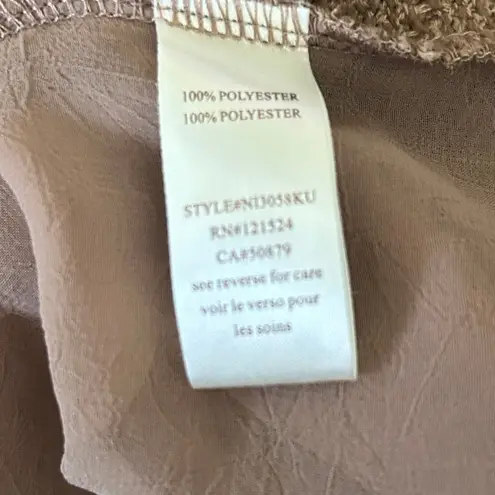 100% POLYESTER
100% POLYESTER
STYLE#ND3058KU
RN#121524
CA#50879
see reverse for care
voir le verso pour
les soins